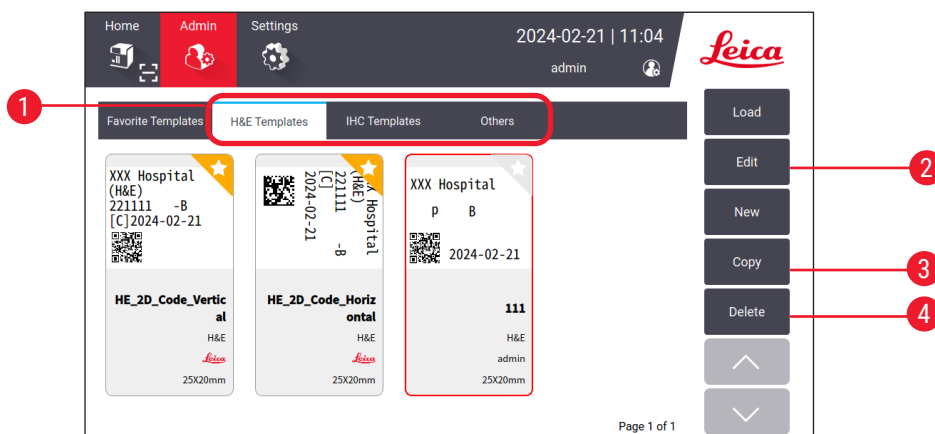 Home Admin Settings
2024-02-21 | 11:04
admin
Leica
1
Favorite Templates H&E Templates IHC Templates Others
Load
Edit
2
New
Copy
3
Delete
4
XXX Hospital
(H&E)
221111 -B
[C]2024-02-21
HE_2D_Code_Vertic
al
H&E
Leica
25X20mm
X Hospital
(H&E)
221111 -B
[C]
2024-02-21
HE_2D_Code_Horiz
ontal
H&E
Leica
25X20mm
XXX Hospital
p B
2024-02-21
111
H&E
admin
25X20mm
Page 1 of 1